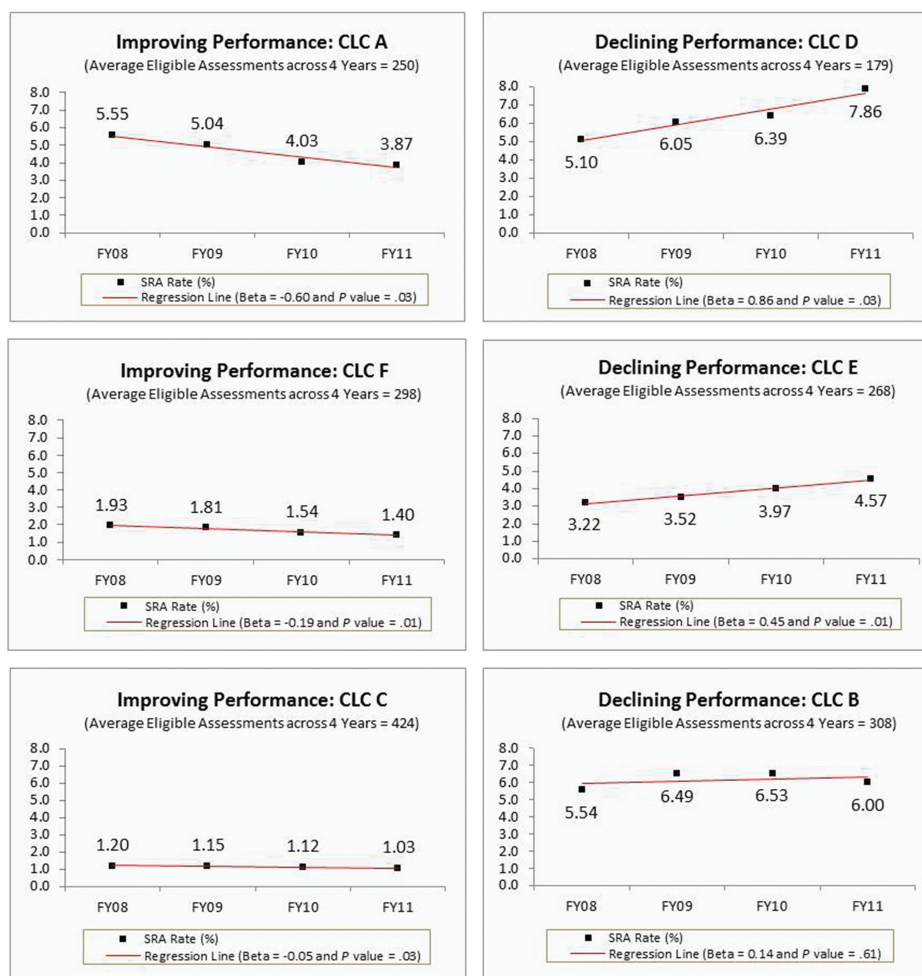 Improving Performance: CLC A
(Average Eligible Assessments across 4 Years = 250)
8.0
7.0
6.0
5.0
4.0
3.0
2.0
1.0
0.0
5.55
5.04
4.03
3.87
FY08
FY09
FY10
FY11
SRA Rate (%)
Regression Line (Beta = -0.60 and P value = .03)
Declining Performance: CLC D
(Average Eligible Assessments across 4 Years = 179)
8.0
7.0
6.0
5.0
4.0
3.0
2.0
1.0
0.0
5.10
6.05
6.39
7.86
FY08
FY09
FY10
FY11
SRA Rate (%)
Regression Line (Beta = 0.86 and P value = .03)
Improving Performance: CLC F
(Average Eligible Assessments across 4 Years = 298)
8.0
7.0
6.0
5.0
4.0
3.0
2.0
1.0
0.0
1.93
1.81
1.54
1.40
FY08
FY09
FY10
FY11
SRA Rate (%)
Regression Line (Beta = -0.19 and P value = .01)
Declining Performance: CLC E
(Average Eligible Assessments across 4 Years = 268)
8.0
7.0
6.0
5.0
4.0
3.0
2.0
1.0
0.0
3.22
3.52
3.97
4.57
FY08
FY09
FY10
FY11
SRA Rate (%)
Regression Line (Beta = 0.45 and P value = .01)
Improving Performance: CLC C
(Average Eligible Assessments across 4 Years = 424)
8.0
7.0
6.0
5.0
4.0
3.0
2.0
1.0
0.0
1.20
1.15
1.12
1.03
FY08
FY09
FY10
FY11
SRA Rate (%)
Regression Line (Beta = -0.05 and P value = .03)
Declining Performance: CLC B
(Average Eligible Assessments across 4 Years = 308)
8.0
7.0
6.0
5.0
4.0
3.0
2.0
1.0
0.0
5.54
6.49
6.53
6.00
FY08
FY09
FY10
FY11
SRA Rate (%)
Regression Line (Beta = 0.14 and P value = .61)